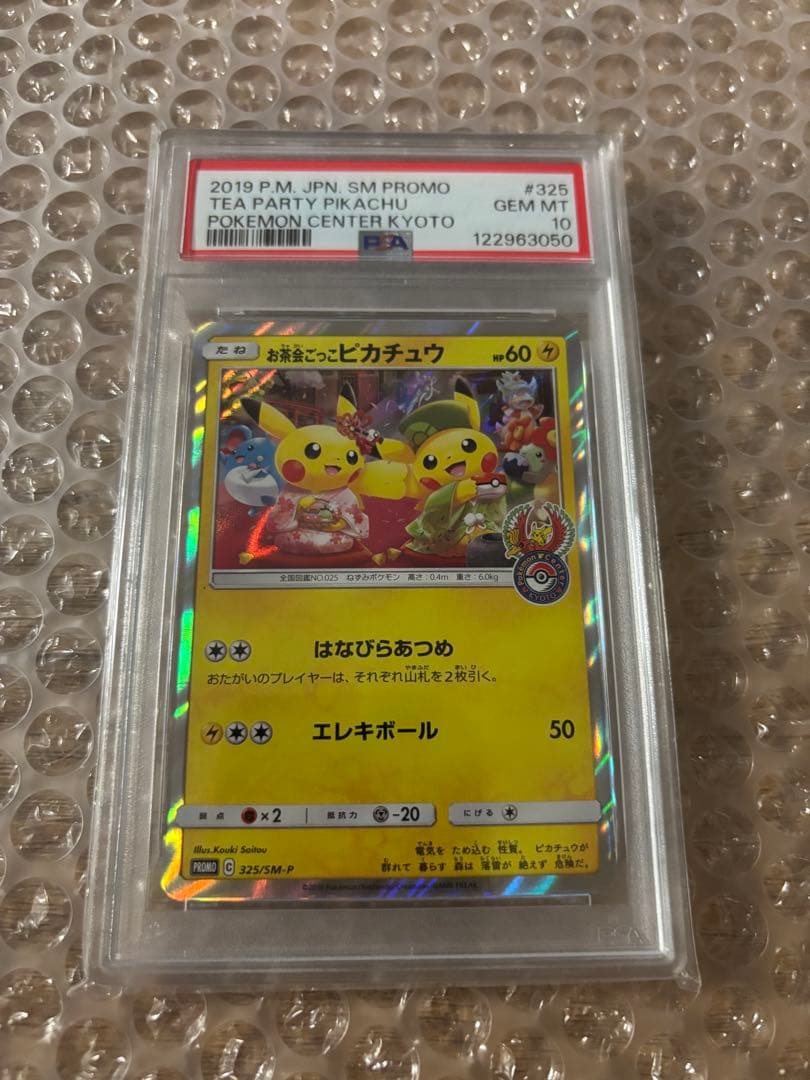 2019 P.M. JPN. SM PROMO #325
TEA PARTY PIKACHU GEM MT
POKEMON CENTER KYOTO 10
PSA 122963050
たね お茶会ごっこピカチュウ HP60
全国図鑑NO.025 ねずみポケモン 高さ:0.4m 重さ:6.0kg
Pokémon Center
KYOTO
はなびらあつめ
おたがいのプレイヤーは、それぞれ山札を2枚引く。
エレキボール 50
弱点 ×2 抵抗力 -20 にげる
Illus.Kouki Saitou
電気を ため込む 性質。 ピカチュウが
群れて 暮らす 森は 落雷が 絶えず 危険だ。
PROMO C 325/SM-P